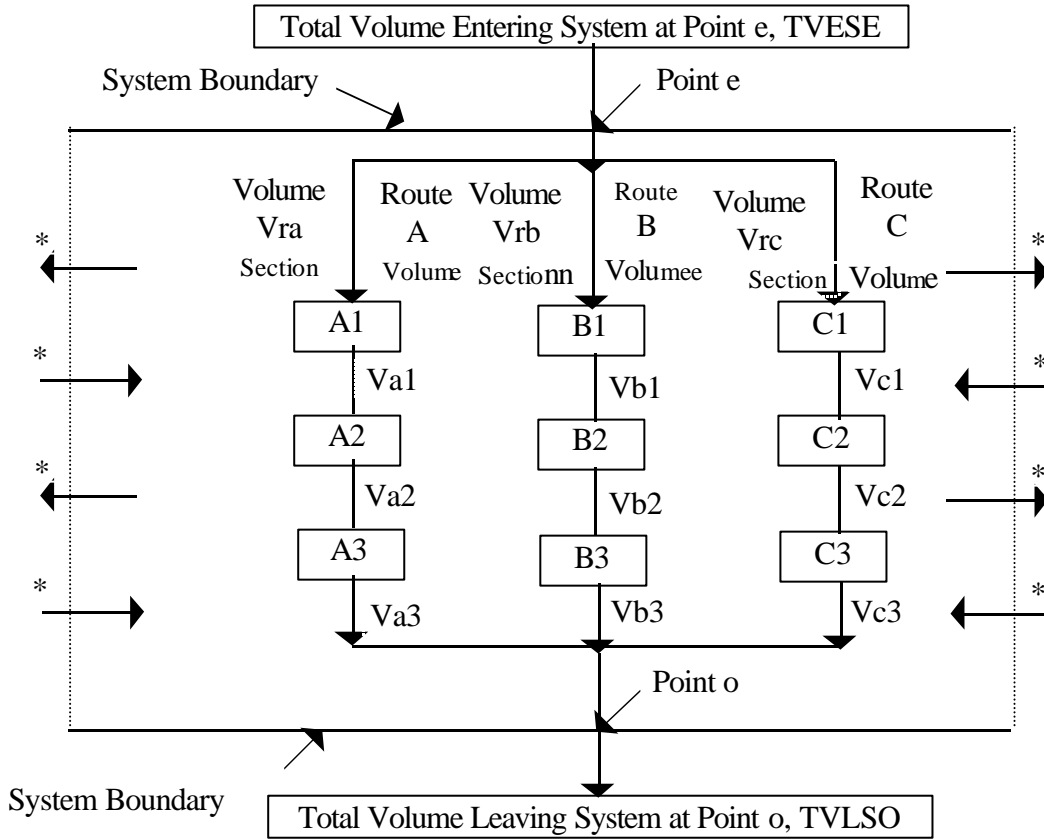 Total Volume Entering System at Point e, TVESE
System Boundary
Point e
Volume
Vra
Section
Route
A
Volume
Volume
Vrb
Sectionn
Route
B
Volumee
Volume
Vrc
Section
Route
C
Volume
*
*
*
*
*
*
*
*
A1
B1
C1
Va1
Vb1
Vc1
A2
B2
C2
Va2
Vb2
Vc2
A3
B3
C3
Va3
Vb3
Vc3
Point o
System Boundary
Total Volume Leaving System at Point o, TVLSO